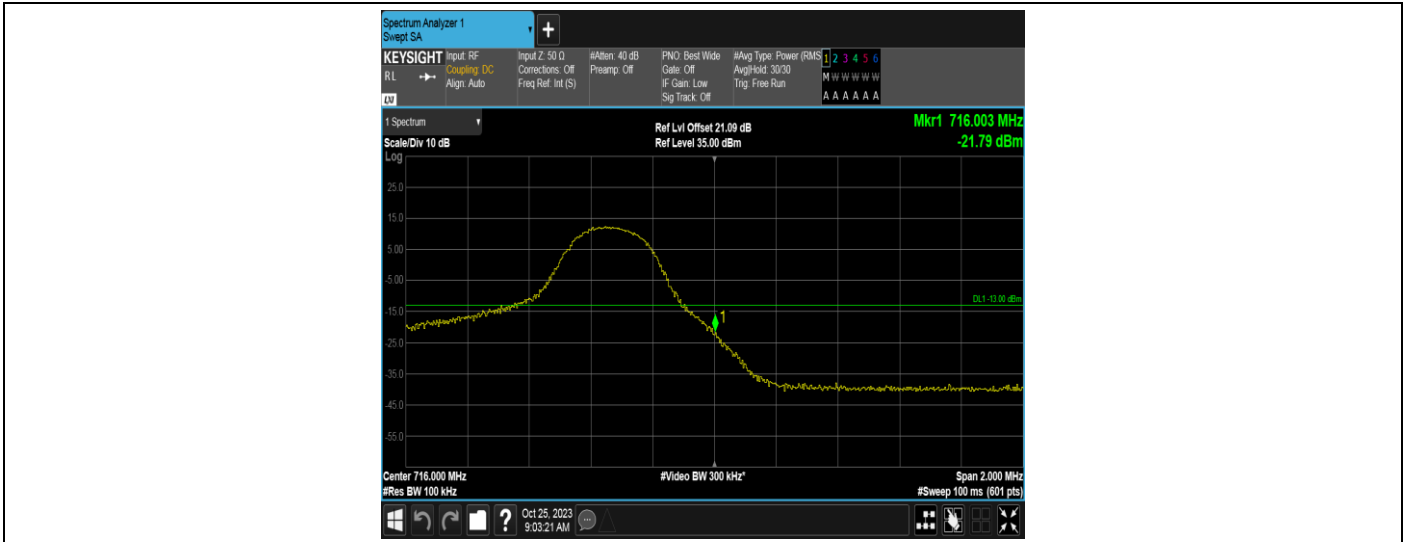 Spectrum Analyzer 1
Swept SA
+
KEYSIGHT
RL
LXI
Input: RF
Coupling: DC
Align: Auto
Input Z: 50 Ω
Corrections: Off
Freq Ref: Int (S)
#Atten: 40 dB
Preamp: Off
PNO: Best Wide
Gate: Off
IF Gain: Low
Sig Track: Off
#Avg Type: Power (RMS
Avg|Hold: 30/30
Trig: Free Run
1 2 3 4 5 6
M W W W W W
A A A A A A
1 Spectrum
Scale/Div 10 dB
Log
Ref Lvl Offset 21.09 dB
Ref Level 35.00 dBm
Mkr1 716.003 MHz
-21.79 dBm
25.0
15.0
5.00
-5.00
-15.0
-25.0
-35.0
-45.0
-55.0
DL1 -13.00 dBm
1
Center 716.000 MHz
#Res BW 100 kHz
#Video BW 300 kHz*
Span 2.000 MHz
#Sweep 100 ms (601 pts)
?
Oct 25, 2023
9:03:21 AM